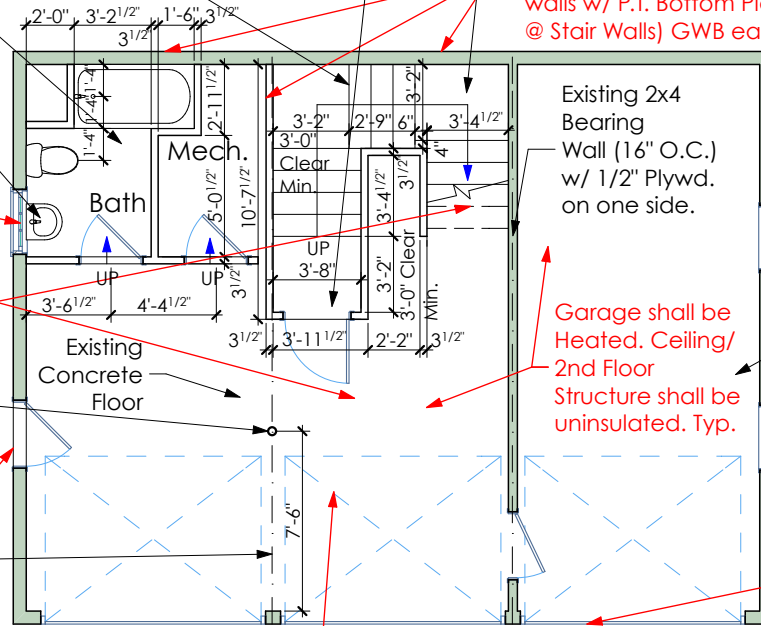 walls w/ P.T. Bottom
@ Stair Walls) GWB
2'-0"
3'-2 1/2"
1'-6"
3 1/2"
3 1/2"
1'-4"
1'-4"
1'-4"
2'-11 1/2"
3'-2"
3'-2"
2'-9"
6"
3'-4 1/2"
3'-0"
Clear
Min.
4"
3 1/2"
Mech.
Bath
5'-0 1/2"
10'-7 1/2"
3'-4 1/2"
Existing 2x4
Bearing
Wall (16" O.C.)
w/ 1/2" Plywd.
on one side.
UP
UP
UP
3'-8"
3 1/2"
3'-2"
3'-0" Clear
Min.
3'-6 1/2"
4'-4 1/2"
3 1/2"
3'-11 1/2"
2'-2"
3 1/2"
Existing
Concrete
Floor
Garage shall be
Heated. Ceiling/
2nd Floor
Structure shall be
uninsulated. Typ.
7'-6"